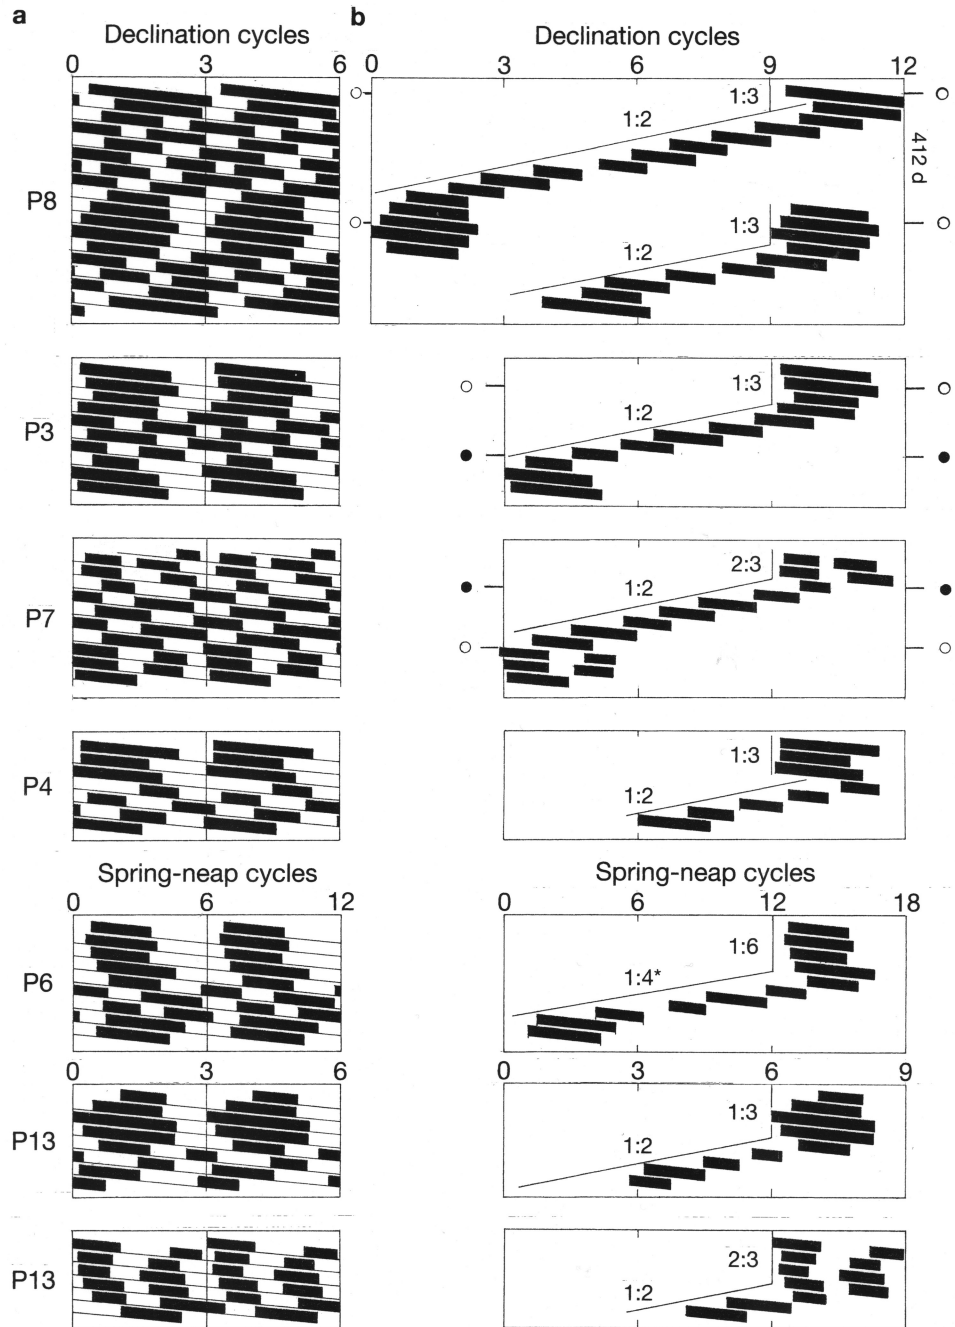 a
b
Declination cycles
Declination cycles
0 3 6
0 3 6 9 12
P8
1:3
1:2
1:3
1:2
412 d
P3
1:3
1:2
P7
2:3
1:2
P4
1:3
1:2
Spring-neap cycles
Spring-neap cycles
0 6 12
0 6 12 18
P6
1:6
1:4*
0 3 6
0 3 6 9
P13
1:3
1:2
P13
2:3
1:2